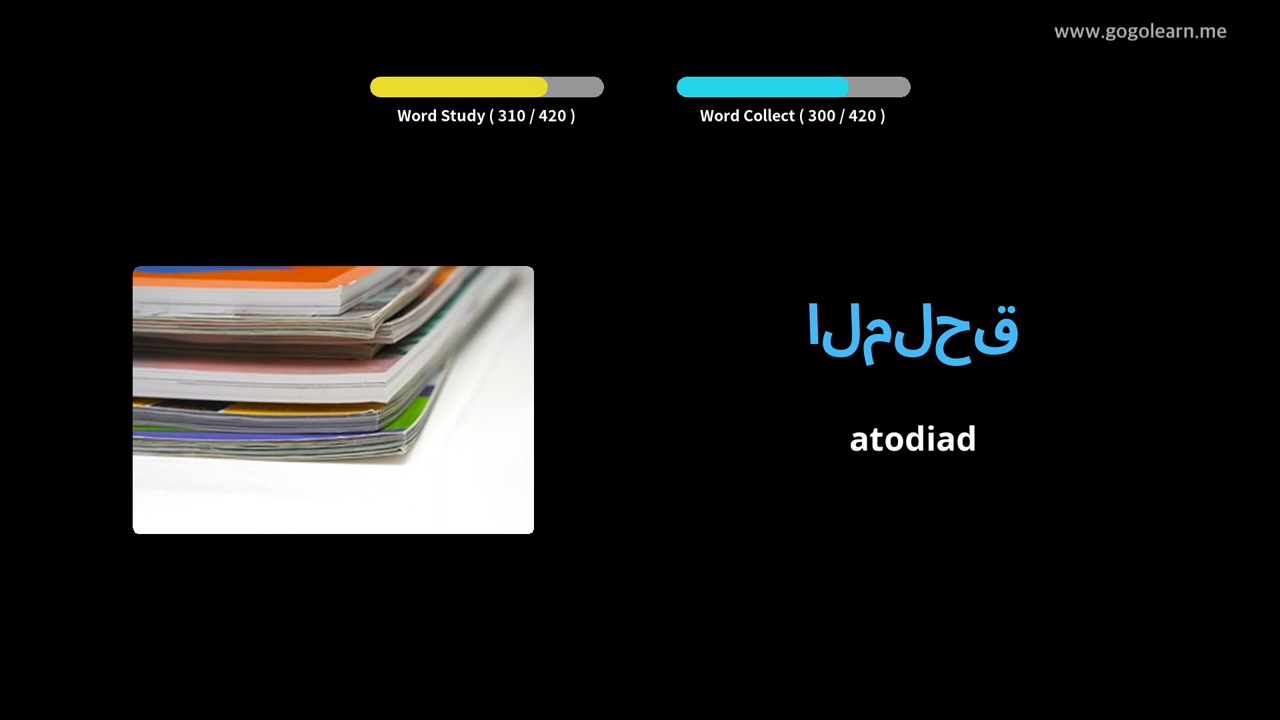 www.gogolearn.me
Word Study ( 310 / 420 )
Word Collect ( 300 / 420 )
الملحق
atodiad